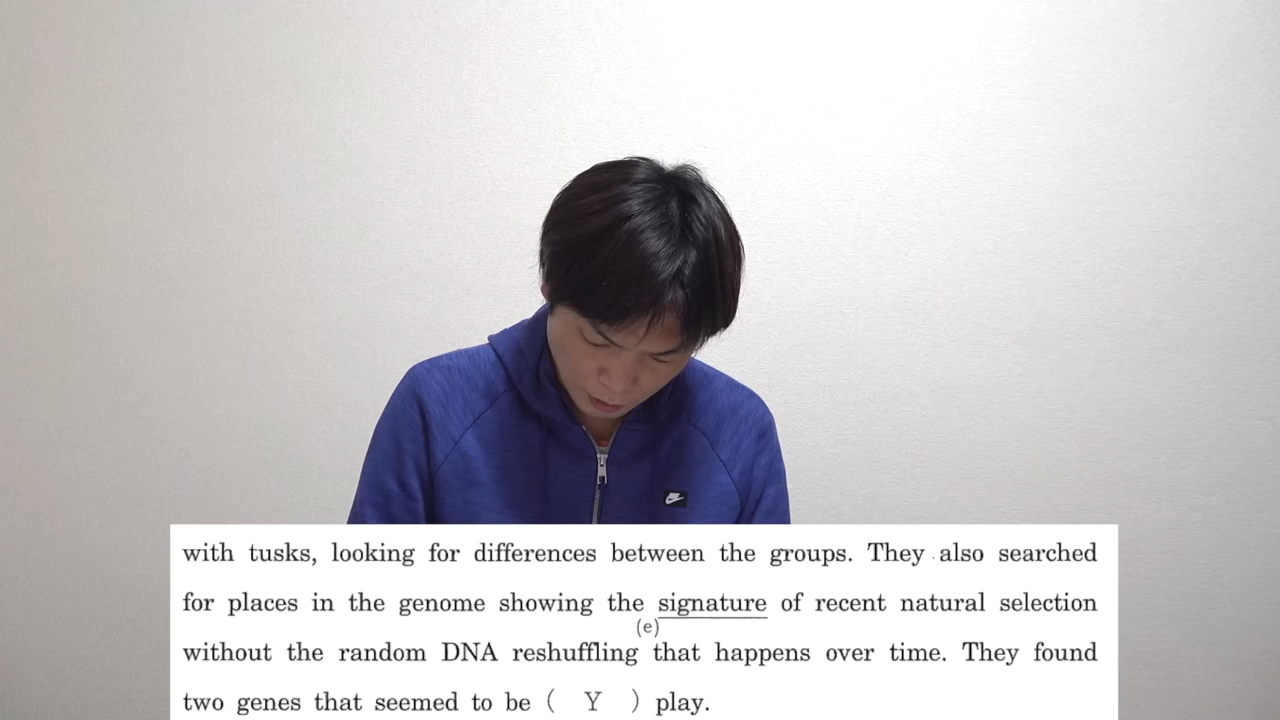 with tusks, looking for differences between the groups. They also searched
for places in the genome showing the signature of recent natural selection
(e)
without the random DNA reshuffling that happens over time. They found
two genes that seemed to be ( Y ) play.